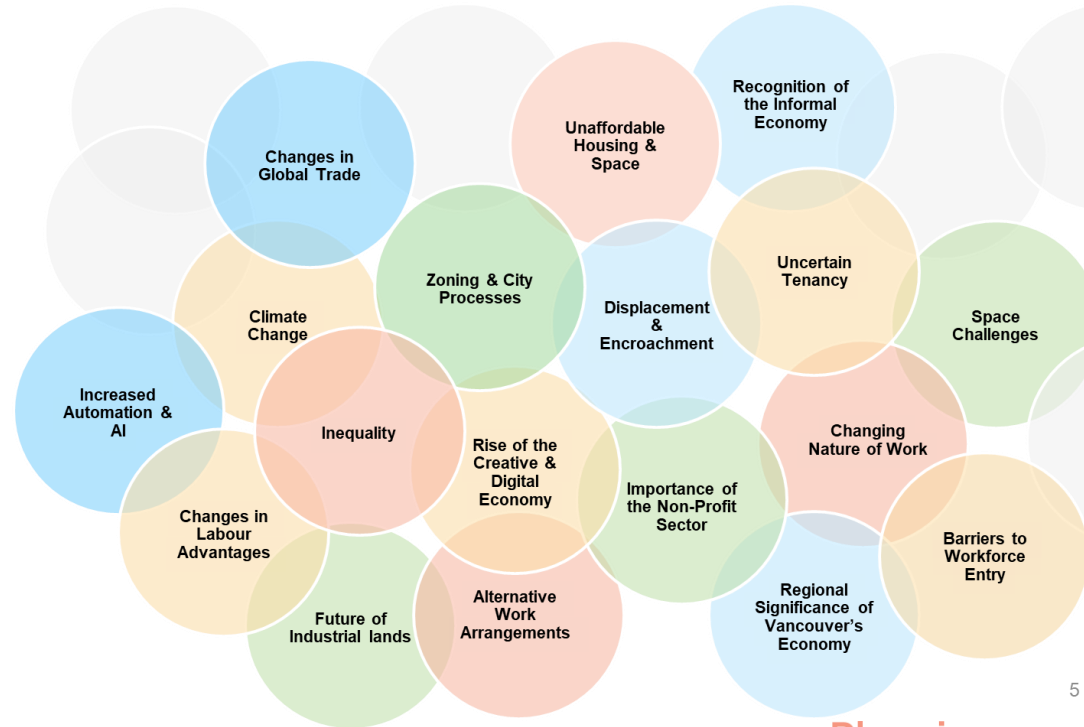 Recognition of
the Informal
Economy
Unaffordable
Housing &
Space
Changes in
Global Trade
Uncertain
Tenancy
Zoning & City
Processes
Displacement
&
Encroachment
Space
Challenges
Climate
Change
Increased
Automation &
AI
Inequality
Changing
Nature of Work
Rise of the
Creative &
Digital
Economy
Importance of
the Non-Profit
Sector
Changes in
Labour
Advantages
Barriers to
Workforce
Entry
Regional
Significance of
Vancouver’s
Economy
Alternative
Work
Arrangements
Future of
Industrial lands
5